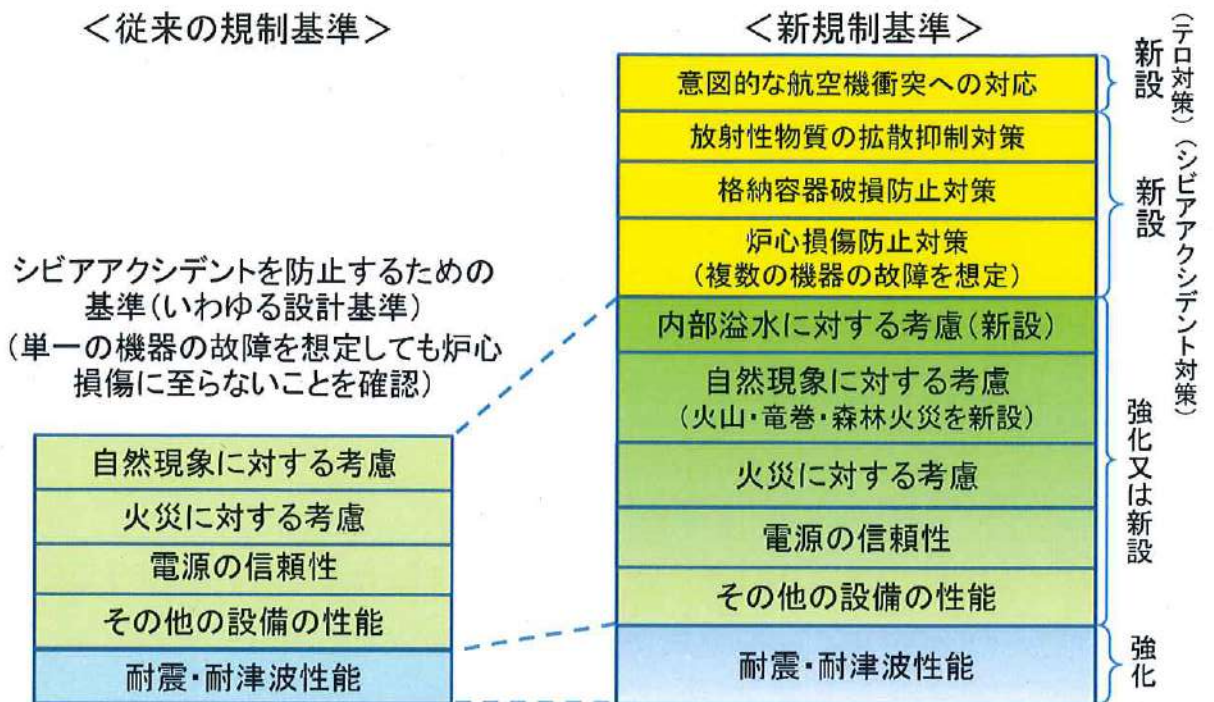 ＜従来の規制基準＞
シビアアクシデントを防止するための
基準(いわゆる設計基準)
(単一の機器の故障を想定しても炉心
損傷に至らないことを確認)
自然現象に対する考慮
火災に対する考慮
電源の信頼性
その他の設備の性能
耐震・耐津波性能
＜新規制基準＞
意図的な航空機衝突への対応
放射性物質の拡散抑制対策
格納容器破損防止対策
炉心損傷防止対策
(複数の機器の故障を想定)
内部溢水に対する考慮(新設)
自然現象に対する考慮
(火山・竜巻・森林火災を新設)
火災に対する考慮
電源の信頼性
その他の設備の性能
耐震・耐津波性能
新設
(テロ対策)
新設
(シビアアクシデント対策)
強化又は新設
強化